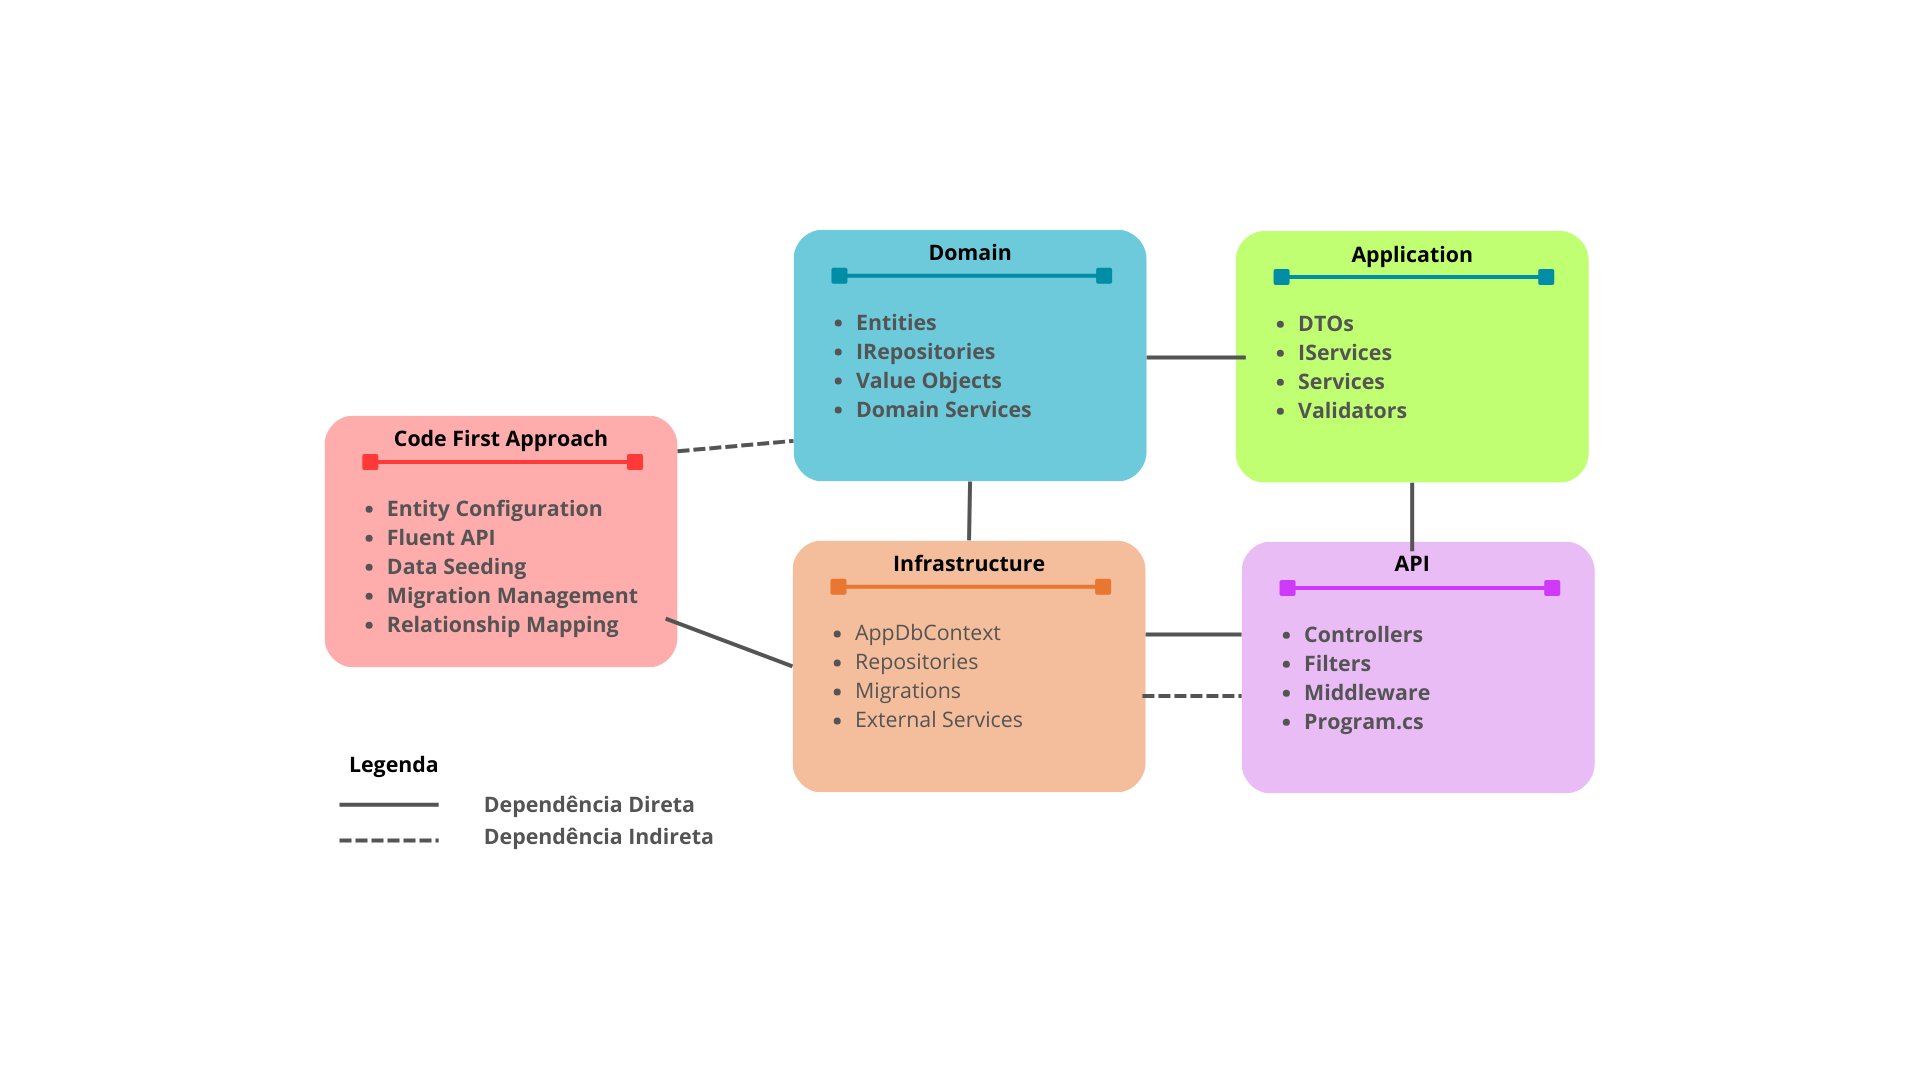 Domain
Entities
IRepositories
Value Objects
Domain Services
Application
DTOs
IServices
Services
Validators
Code First Approach
Entity Configuration
Fluent API
Data Seeding
Migration Management
Relationship Mapping
Infrastructure
AppDbContext
Repositories
Migrations
External Services
API
Controllers
Filters
Middleware
Program.cs
Legenda
Dependência Direta
Dependência Indireta